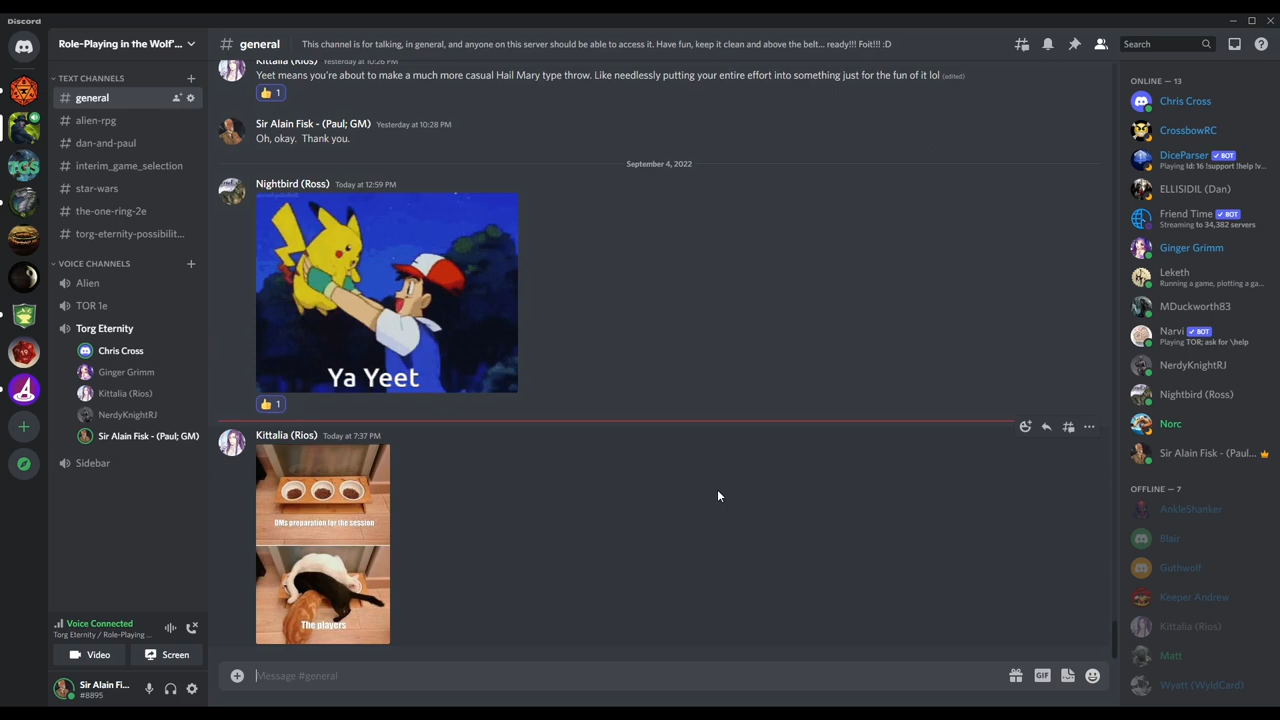 Discord
Role-Playing in the Wolf'...
general
This channel is for talking, in general, and anyone on this server should be able to access it. Have fun, keep it clean and above the belt... ready!!! Foit!!! :D
Search
TEXT CHANNELS
general
alien-rpg
dan-and-paul
interim_game_selection
star-wars
the-one-ring-2e
torg-eternity-possibilit...
VOICE CHANNELS
Alien
TOR 1e
Torg Eternity
Chris Cross
Ginger Grimm
Kittalia (Rios)
NerdyKnightRJ
Sir Alain Fisk - (Paul; GM)
Sidebar
Voice Connected
Torg Eternity / Role-Playing ...
Video
Screen
Sir Alain Fi...
#8895
Kittalia (Rios) Yesterday at 10:26 PM
Yeet means you're about to make a much more casual Hail Mary type throw. Like needlessly putting your entire effort into something just for the fun of it lol (edited)
1
Sir Alain Fisk - (Paul; GM) Yesterday at 10:28 PM
Oh, okay. Thank you.
September 4, 2022
Nightbird (Ross) Today at 12:59 PM
Ya Yeet
1
Kittalia (Rios) Today at 7:37 PM
DMs preparation for the session
The players
Message #general
GIF
ONLINE — 13
Chris Cross
CrossbowRC
DiceParser BOT
Playing Id: 16 !support !help !v...
ELLISIDIL (Dan)
Friend Time BOT
Streaming to 34,382 servers
Ginger Grimm
Leketh
Running a game, plotting a ga...
MDuckworth83
Narvi BOT
Playing TOR; ask for \help
NerdyKnightRJ
Nightbird (Ross)
Norc
Sir Alain Fisk - (Paul...
OFFLINE — 7
AnkleShanker
Blair
Guthwolf
Keeper Andrew
Kittalia (Rios)
Matt
Wyatt (WyldCard)